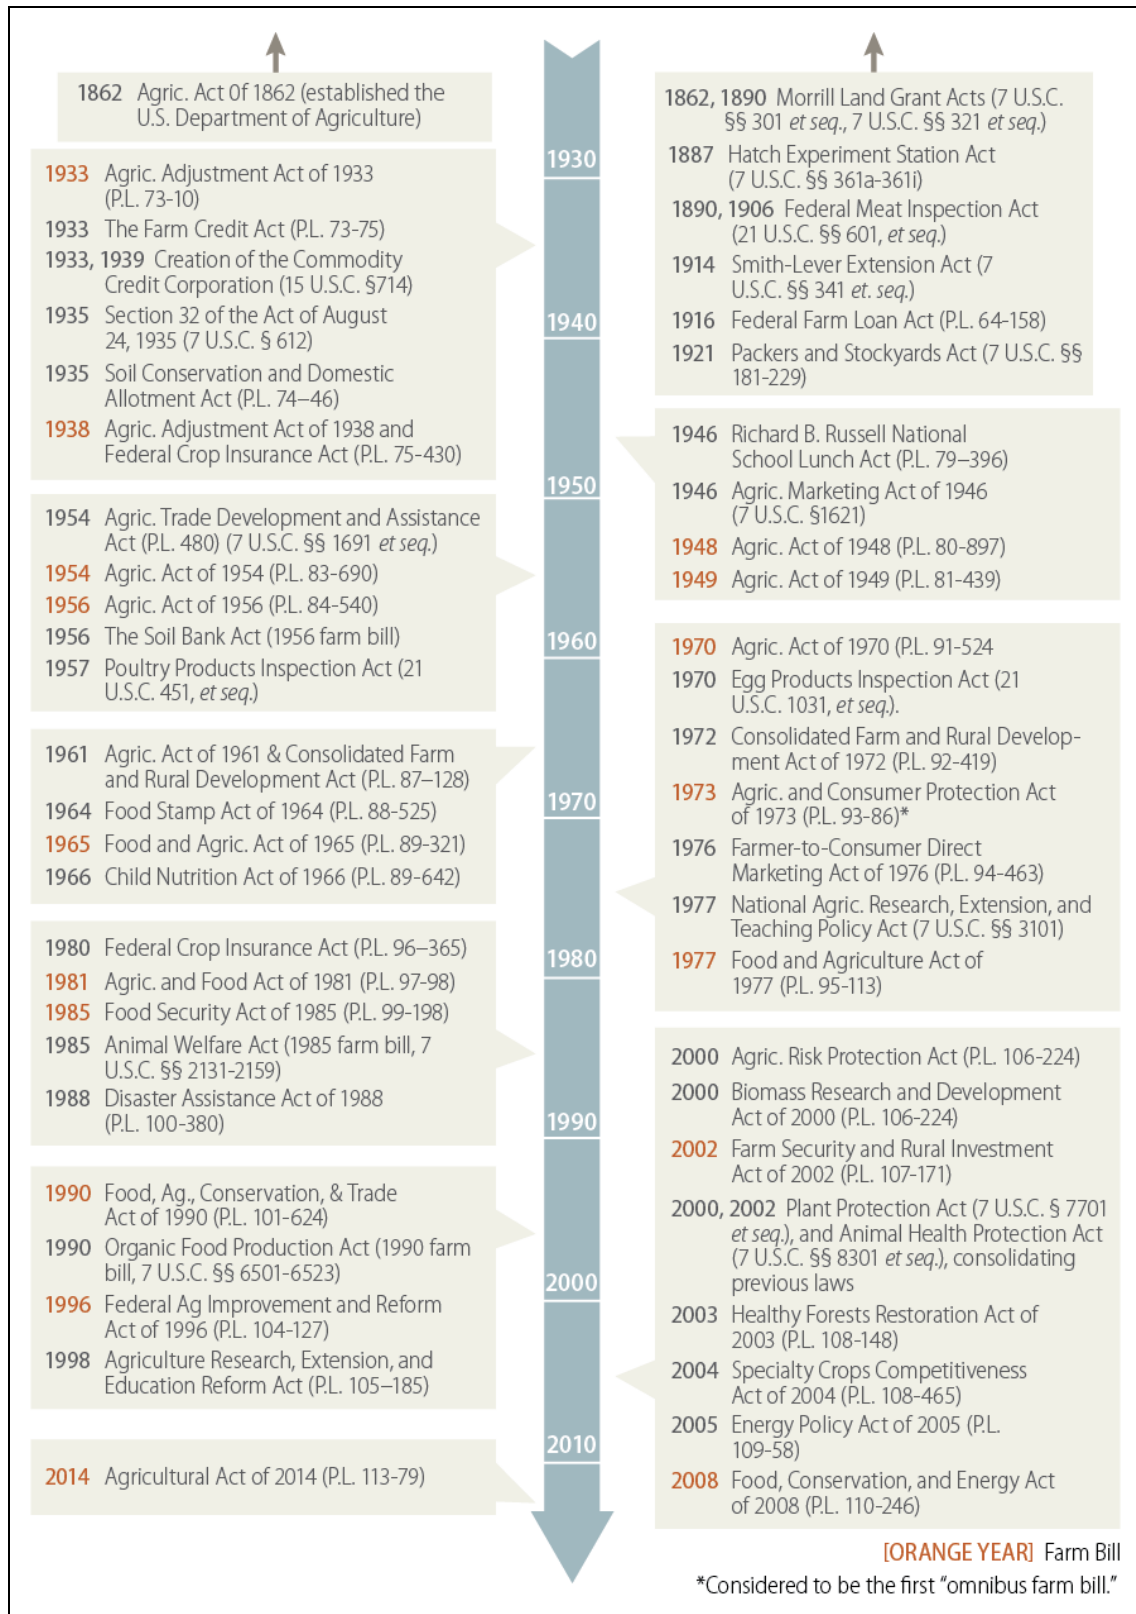 1862 Agric. Act 0f 1862 (established the
U.S. Department of Agriculture)
1933 Agric. Adjustment Act of 1933
(P.L. 73-10)
1933 The Farm Credit Act (P.L. 73-75)
1933, 1939 Creation of the Commodity
Credit Corporation (15 U.S.C. §714)
1935 Section 32 of the Act of August
24, 1935 (7 U.S.C. § 612)
1935 Soil Conservation and Domestic
Allotment Act (P.L. 74–46)
1938 Agric. Adjustment Act of 1938 and
Federal Crop Insurance Act (P.L. 75-430)
1954 Agric. Trade Development and Assistance
Act (P.L. 480) (7 U.S.C. §§ 1691 et seq.)
1954 Agric. Act of 1954 (P.L. 83-690)
1956 Agric. Act of 1956 (P.L. 84-540)
1956 The Soil Bank Act (1956 farm bill)
1957 Poultry Products Inspection Act (21
U.S.C. 451, et seq.)
1961 Agric. Act of 1961 & Consolidated Farm
and Rural Development Act (P.L. 87–128)
1964 Food Stamp Act of 1964 (P.L. 88-525)
1965 Food and Agric. Act of 1965 (P.L. 89-321)
1966 Child Nutrition Act of 1966 (P.L. 89-642)
1980 Federal Crop Insurance Act (P.L. 96–365)
1981 Agric. and Food Act of 1981 (P.L. 97-98)
1985 Food Security Act of 1985 (P.L. 99-198)
1985 Animal Welfare Act (1985 farm bill, 7
U.S.C. §§ 2131-2159)
1988 Disaster Assistance Act of 1988
(P.L. 100-380)
1990 Food, Ag., Conservation, & Trade
Act of 1990 (P.L. 101-624)
1990 Organic Food Production Act (1990 farm
bill, 7 U.S.C. §§ 6501-6523)
1996 Federal Ag Improvement and Reform
Act of 1996 (P.L. 104-127)
1998 Agriculture Research, Extension, and
Education Reform Act (P.L. 105–185)
2014 Agricultural Act of 2014 (P.L. 113-79)
1930
1940
1950
1960
1970
1980
1990
2000
2010
1862, 1890 Morrill Land Grant Acts (7 U.S.C.
§§ 301 et seq., 7 U.S.C. §§ 321 et seq.)
1887 Hatch Experiment Station Act
(7 U.S.C. §§ 361a-361i)
1890, 1906 Federal Meat Inspection Act
(21 U.S.C. §§ 601, et seq.)
1914 Smith-Lever Extension Act (7
U.S.C. §§ 341 et. seq.)
1916 Federal Farm Loan Act (P.L. 64-158)
1921 Packers and Stockyards Act (7 U.S.C. §§
181-229)
1946 Richard B. Russell National
School Lunch Act (P.L. 79–396)
1946 Agric. Marketing Act of 1946
(7 U.S.C. §1621)
1948 Agric. Act of 1948 (P.L. 80-897)
1949 Agric. Act of 1949 (P.L. 81-439)
1970 Agric. Act of 1970 (P.L. 91-524
1970 Egg Products Inspection Act (21
U.S.C. 1031, et seq.).
1972 Consolidated Farm and Rural Develop-
ment Act of 1972 (P.L. 92-419)
1973 Agric. and Consumer Protection Act
of 1973 (P.L. 93-86)*
1976 Farmer-to-Consumer Direct
Marketing Act of 1976 (P.L. 94-463)
1977 National Agric. Research, Extension, and
Teaching Policy Act (7 U.S.C. §§ 3101)
1977 Food and Agriculture Act of
1977 (P.L. 95-113)
2000 Agric. Risk Protection Act (P.L. 106-224)
2000 Biomass Research and Development
Act of 2000 (P.L. 106-224)
2002 Farm Security and Rural Investment
Act of 2002 (P.L. 107-171)
2000, 2002 Plant Protection Act (7 U.S.C. § 7701
et seq.), and Animal Health Protection Act
(7 U.S.C. §§ 8301 et seq.), consolidating
previous laws
2003 Healthy Forests Restoration Act of
2003 (P.L. 108-148)
2004 Specialty Crops Competitiveness
Act of 2004 (P.L. 108-465)
2005 Energy Policy Act of 2005 (P.L.
109-58)
2008 Food, Conservation, and Energy Act
of 2008 (P.L. 110-246)
[ORANGE YEAR] Farm Bill
*Considered to be the first “omnibus farm bill.”